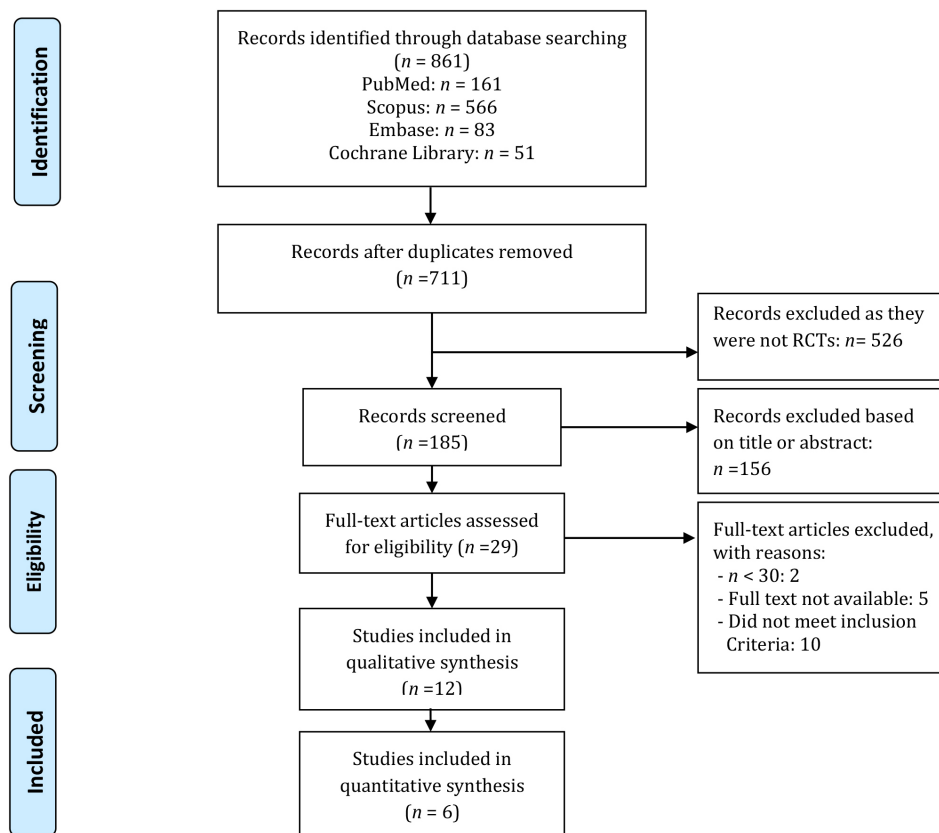 Identification
Records identified through database searching
(n = 861)
PubMed: n = 161
Scopus: n = 566
Embase: n = 83
Cochrane Library: n = 51
Records after duplicates removed
(n =711)
Screening
Records excluded as they
were not RCTs: n= 526
Records screened
(n =185)
Records excluded based
on title or abstract:
n =156
Eligibility
Full-text articles assessed
for eligibility (n =29)
Full-text articles excluded,
with reasons:
- n < 30: 2
- Full text not available: 5
- Did not meet inclusion
Criteria: 10
Studies included in
qualitative synthesis
(n =12)
Included
Studies included in
quantitative synthesis
(n = 6)